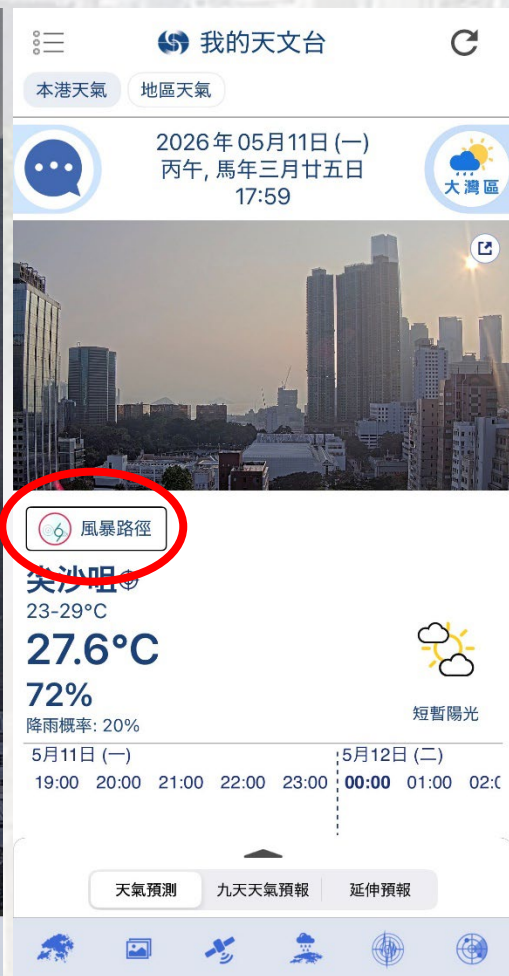 我的天文台
本港天氣 地區天氣
2026年05月11日 (一)
丙午, 馬年三月廿五日
17:59
大灣區
風暴路徑
尖沙咀
23-29°C
27.6°C
72%
降雨概率: 20%
短暫陽光
5月11日 (一) 5月12日 (二)
19:00 20:00 21:00 22:00 23:00 00:00 01:00 02:0
天氣預測 九天天氣預報 延伸預報